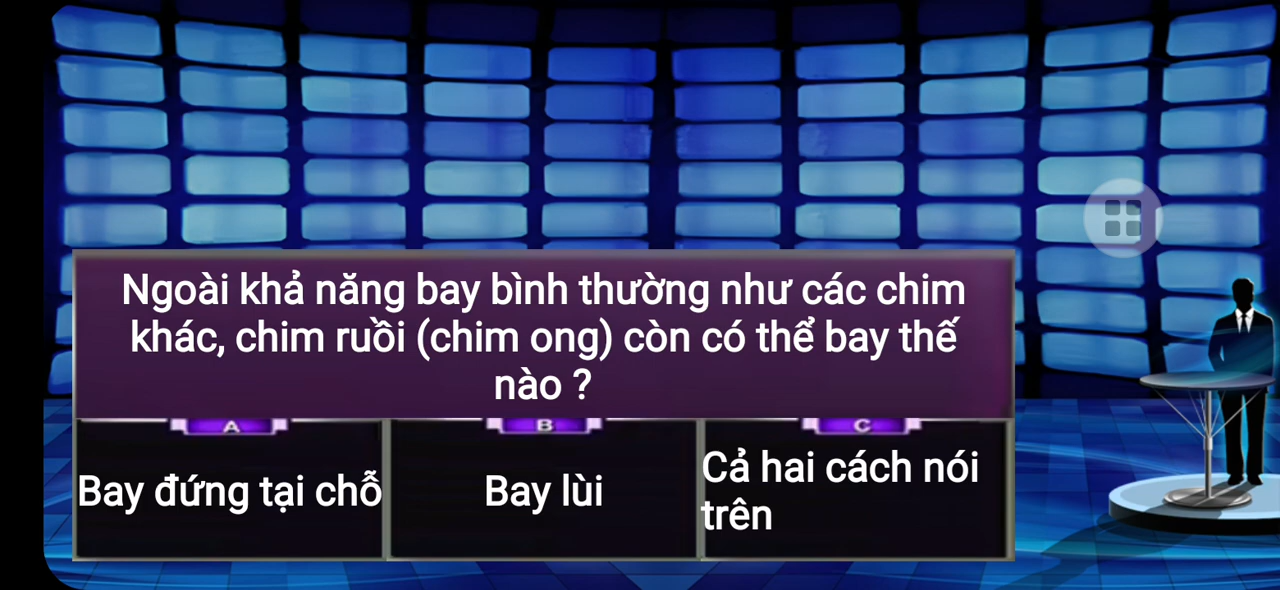 Ngoài khả năng bay bình thường như các chim
khác, chim ruồi (chim ong) còn có thể bay thế
nào ?
A
B
C
Bay đứng tại chỗ
Bay lùi
Cả hai cách nói
trên